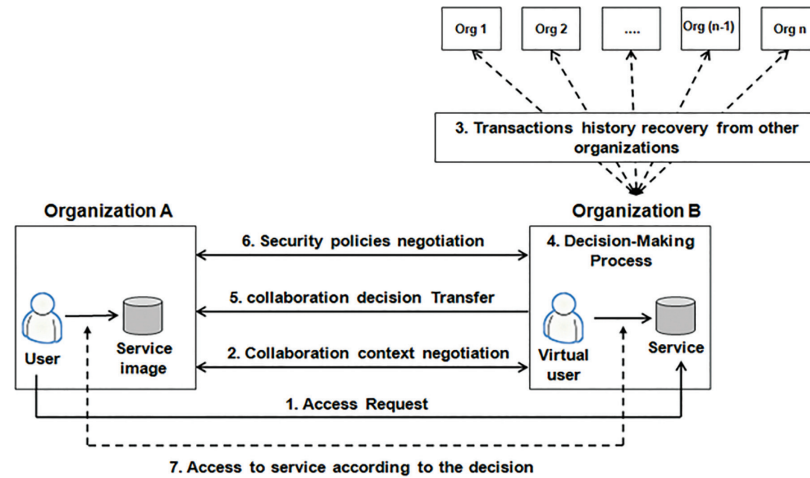 Org 1
Org 2
....
Org (n-1)
Org n
3. Transactions history recovery from other
organizations
Organization A
Organization B
6. Security policies negotiation
4. Decision-Making
Process
5. collaboration decision Transfer
User
Service
image
2. Collaboration context negotiation
Virtual
user
Service
1. Access Request
7. Access to service according to the decision